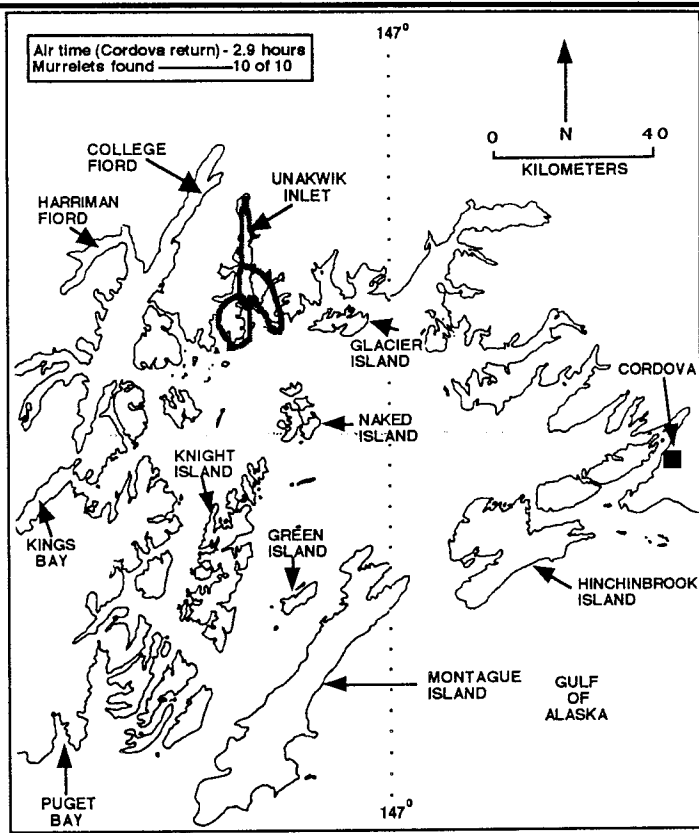 147⁰
Air time (Cordova return) - 2.9 hours
Murrelets found ————10 of 10
N
0 40
KILOMETERS
COLLEGE
FIORD
UNAKWIK
INLET
HARRIMAN
FIORD
GLACIER
ISLAND
CORDOVA
NAKED
ISLAND
KNIGHT
ISLAND
KINGS
BAY
GREEN
ISLAND
HINCHINBROOK
ISLAND
MONTAGUE
ISLAND
GULF
OF
ALASKA
PUGET
BAY
147⁰